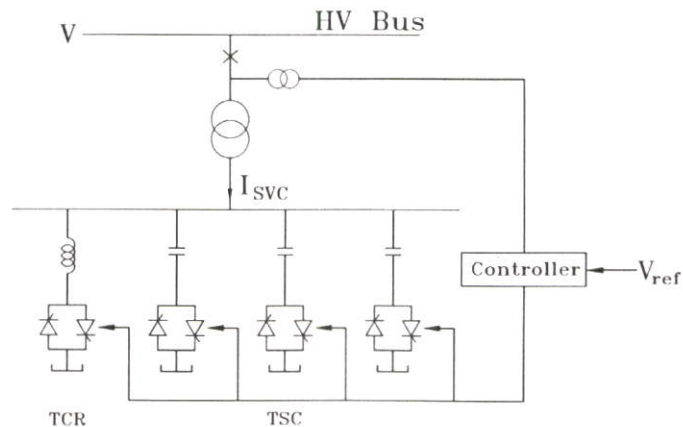 HV Bus
V
I_SVC
Controller
V_ref
TCR
TSC